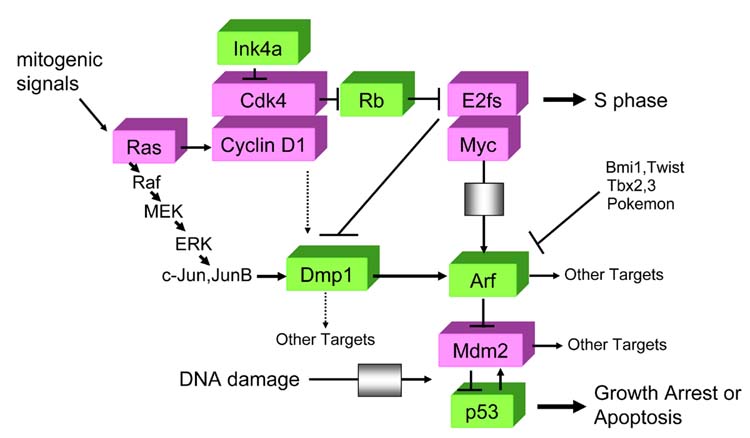 Ink4a
mitogenic
signals
Cdk4
Rb
E2fs
S phase
Ras
Cyclin D1
Myc
Raf
MEK
ERK
c-Jun,JunB
Bmi1,Twist
Tbx2,3
Pokemon
Dmp1
Arf
Other Targets
Other Targets
Mdm2
Other Targets
DNA damage
p53
Growth Arrest or
Apoptosis